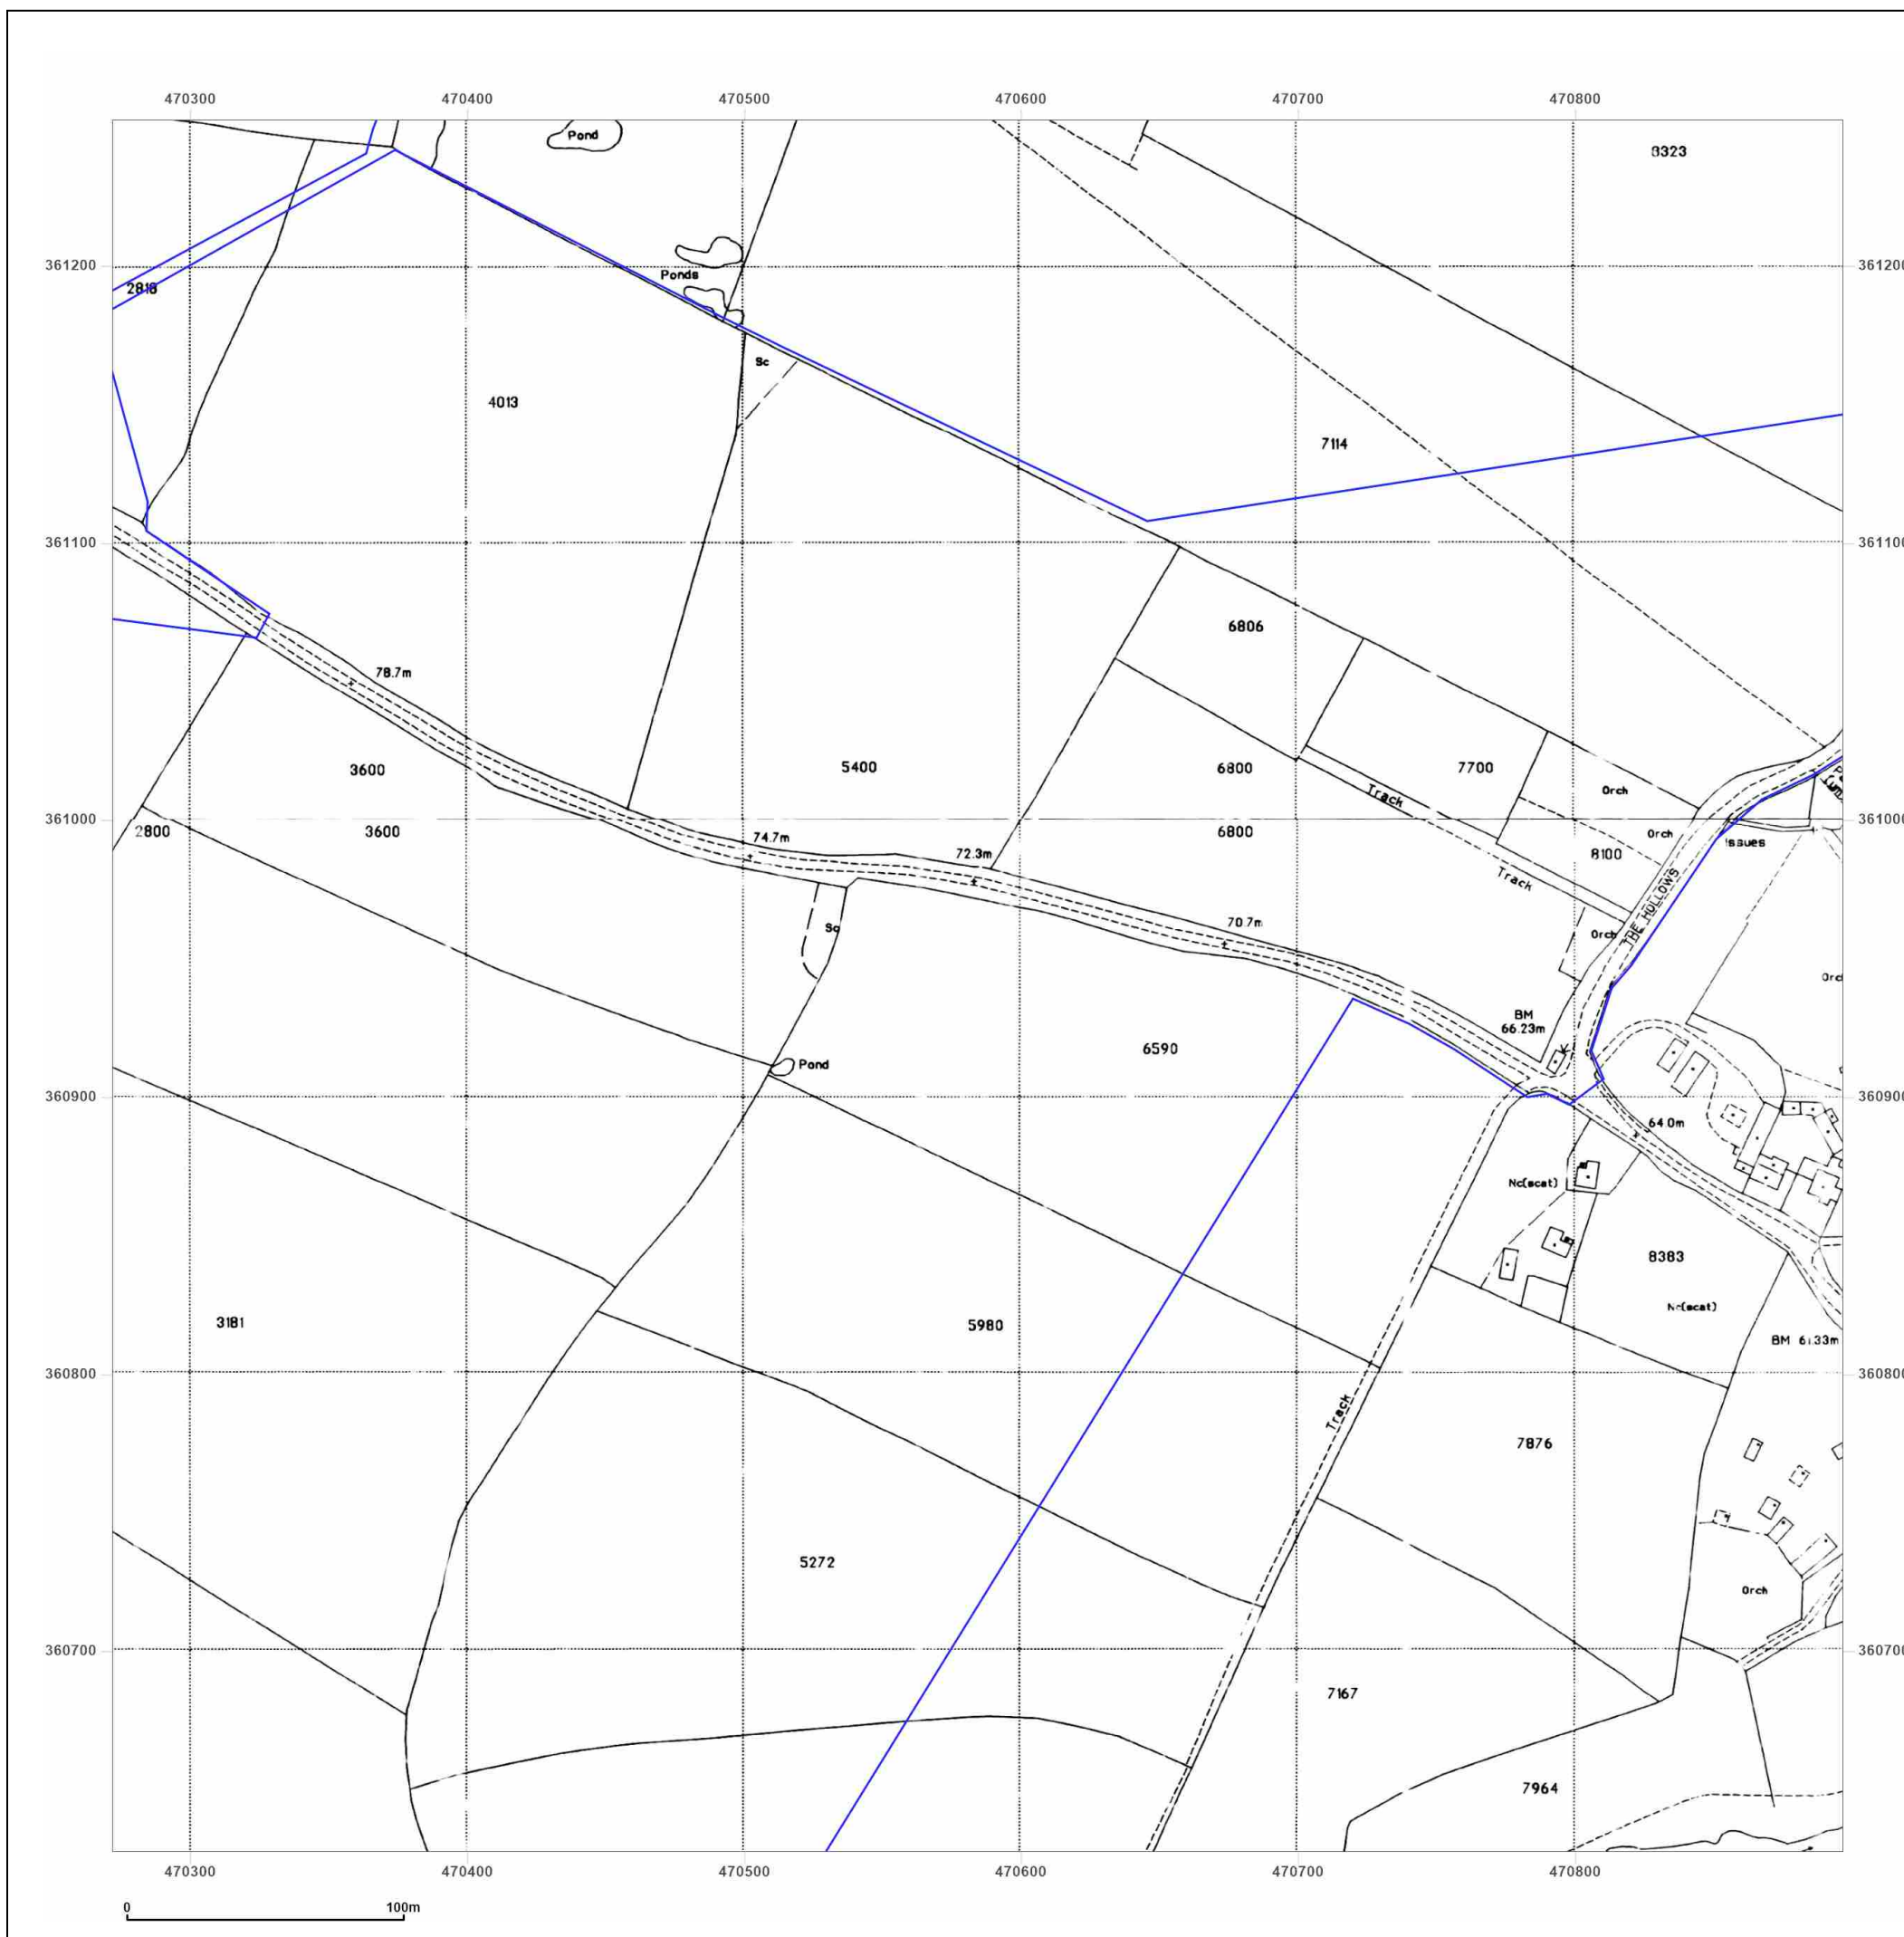 470300 470400 470500 470600 470700 470800
Pond
8323
361200 361200
Ponds
2818
Sc
4013
7114
361100 361100
6806
78.7m
3600 5400 6800 7700
Orch
Track
361000 361000
2800 3600 74.7m 6800 Orch
Issues
72.3m 8100
Track
THE HOLLOWS
70.7m
Orch
BM
66.23m
6590
Pond
360900 360900
64.0m
Nc(scat)
8383
Nc(scat)
3181 5980
BM 61.33m
360800 360800
Track
7876
5272
Orch
360700 360700
7167
7964
470300 470400 470500 470600 470700 470800
0 100m